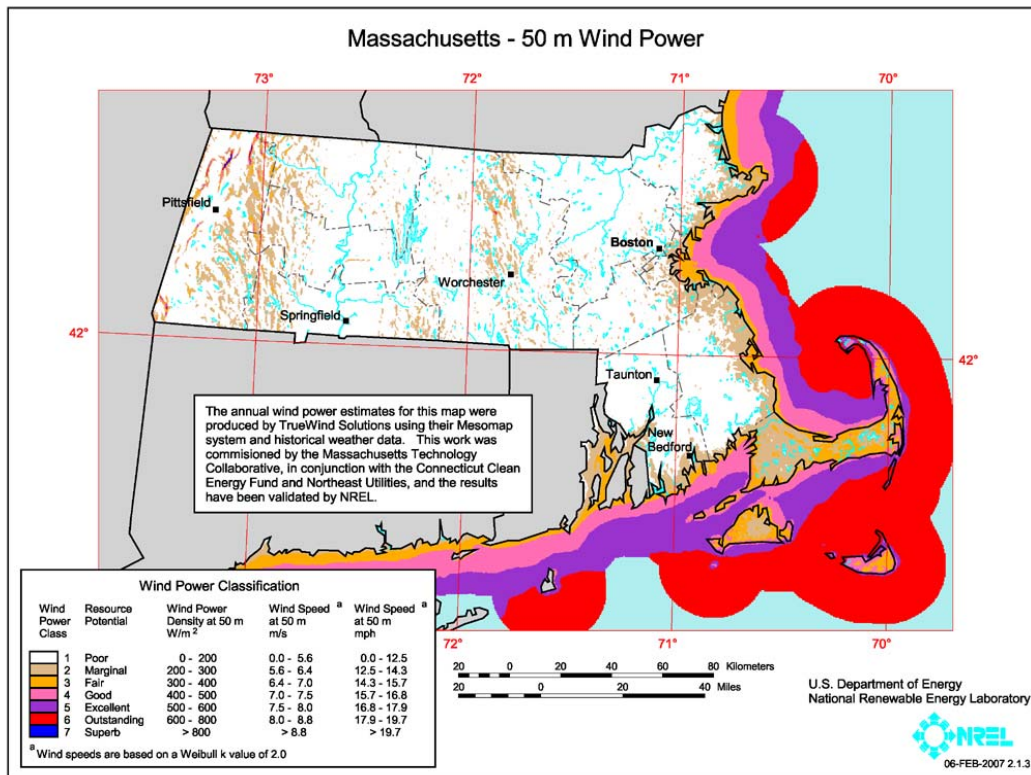 Massachusetts - 50 m Wind Power
73° 72° 71° 70°
Pittsfield
Boston
Worchester
Springfield
42°
42°
Taunton
New
Bedford
The annual wind power estimates for this map were
produced by TrueWind Solutions using their Mesomap
system and historical weather data. This work was
commisioned by the Massachusetts Technology
Collaborative, in conjunction with the Connecticut Clean
Energy Fund and Northeast Utilities, and the results
have been validated by NREL.
72° 71° 70°
Wind Power Classification
Wind Power Class
Resource Potential
Wind Power Density at 50 m W/m 2
Wind Speed a at 50 m m/s
Wind Speed a at 50 m mph
1 Poor 0 - 200 0.0 - 5.6 0.0 - 12.5
2 Marginal 200 - 300 5.6 - 6.4 12.5 - 14.3
3 Fair 300 - 400 6.4 - 7.0 14.3 - 15.7
4 Good 400 - 500 7.0 - 7.5 15.7 - 16.8
5 Excellent 500 - 600 7.5 - 8.0 16.8 - 17.9
6 Outstanding 600 - 800 8.0 - 8.8 17.9 - 19.7
7 Superb > 800 > 8.8 > 19.7
a Wind speeds are based on a Weibull k value of 2.0
20 0 20 40 60 80 Kilometers
20 0 20 40 Miles
U.S. Department of Energy
National Renewable Energy Laboratory
NREL
06-FEB-2007 2.1.3